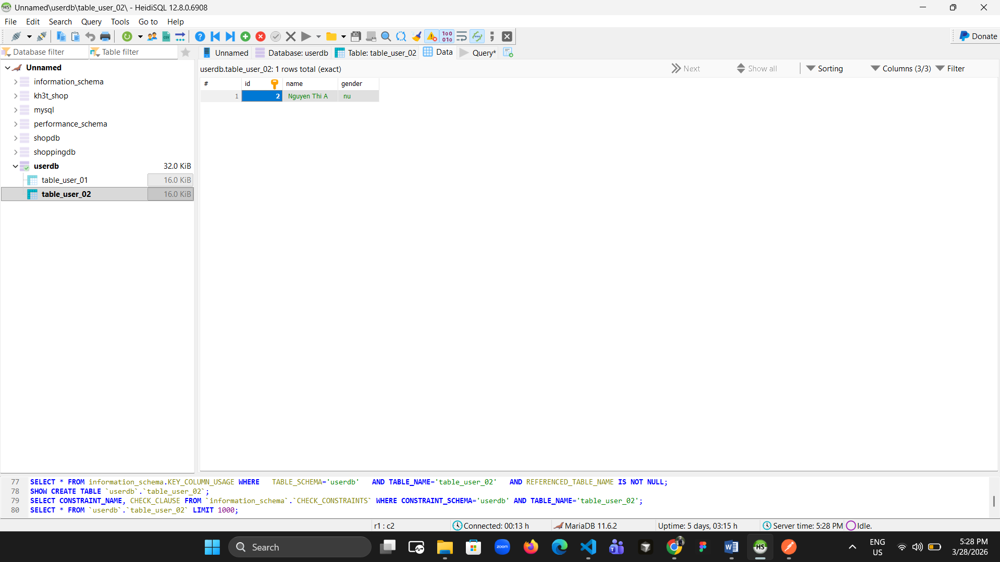 Unnamed\userdb\table_user_02\ - HeidiSQL 12.8.0.6908
File Edit Search Query Tools Go to Help
Donate
Database filter Table filter
Unnamed Database: userdb Table: table_user_02 Data Query*
Unnamed
information_schema
kh3t_shop
mysql
performance_schema
shopdb
shoppingdb
userdb 32.0 KiB
table_user_01 16.0 KiB
table_user_02 16.0 KiB
userdb.table_user_02: 1 rows total (exact) Next Show all Sorting Columns (3/3) Filter
# id name gender
1 2 Nguyen Thi A nu
77 SELECT * FROM information_schema.KEY_COLUMN_USAGE WHERE TABLE_SCHEMA='userdb' AND TABLE_NAME='table_user_02' AND REFERENCED_TABLE_NAME IS NOT NULL;
78 SHOW CREATE TABLE `userdb`.`table_user_02`;
79 SELECT CONSTRAINT_NAME, CHECK_CLAUSE FROM `information_schema`.`CHECK_CONSTRAINTS` WHERE CONSTRAINT_SCHEMA='userdb' AND TABLE_NAME='table_user_02';
80 SELECT * FROM `userdb`.`table_user_02` LIMIT 1000;
r1 : c2 Connected: 00:13 h MariaDB 11.6.2 Uptime: 5 days, 03:15 h Server time: 5:28 PM Idle.
Search zoom HS
ENG
US
5:28 PM
3/28/2026